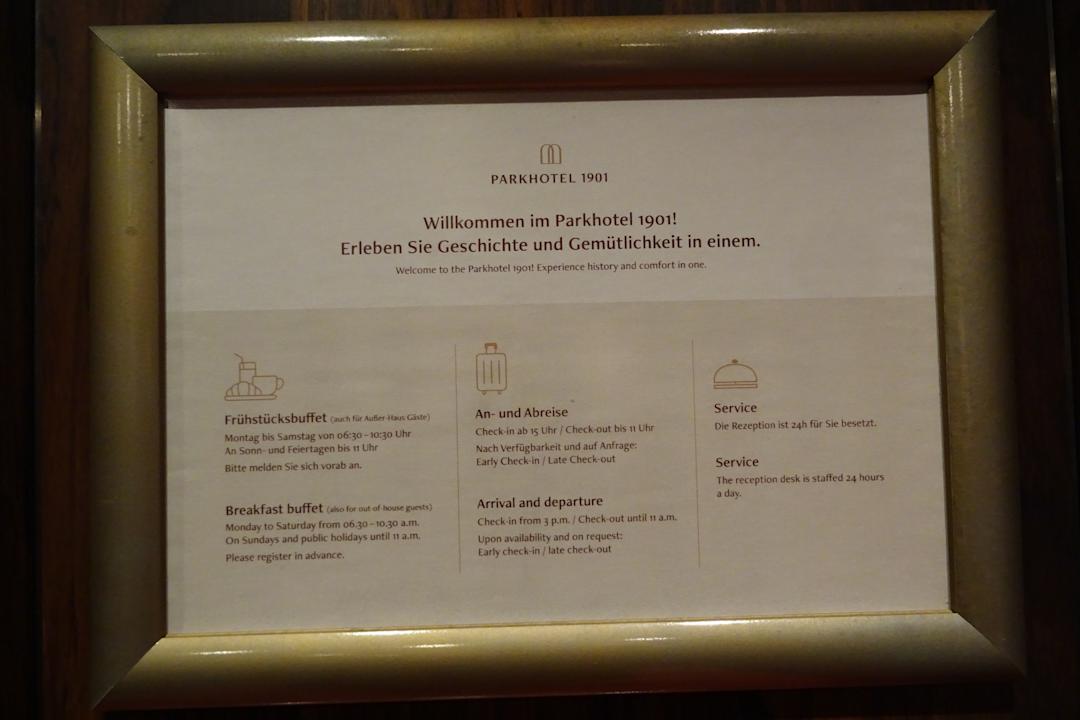 PARKHOTEL 1901
Willkommen im Parkhotel 1901!
Erleben Sie Geschichte und Gemütlichkeit in einem.
Welcome to the Parkhotel 1901! Experience history and comfort in one.
Frühstücksbuffet (auch für Außer-Haus Gäste)
Montag bis Samstag von 06:30 – 10:30 Uhr
An Sonn- und Feiertagen bis 11 Uhr
Bitte melden Sie sich vorab an.
Breakfast buffet (also for out-of-house guests)
Monday to Saturday from 06.30 – 10.30 a.m.
On Sundays and public holidays until 11 a.m.
Please register in advance.
An- und Abreise
Check-in ab 15 Uhr / Check-out bis 11 Uhr
Nach Verfügbarkeit und auf Anfrage:
Early Check-in / Late Check-out
Arrival and departure
Check-in from 3 p.m. / Check-out until 11 a.m.
Upon availability and on request:
Early check-in / late check-out
Service
Die Rezeption ist 24h für Sie besetzt.
Service
The reception desk is staffed 24 hours
a day.